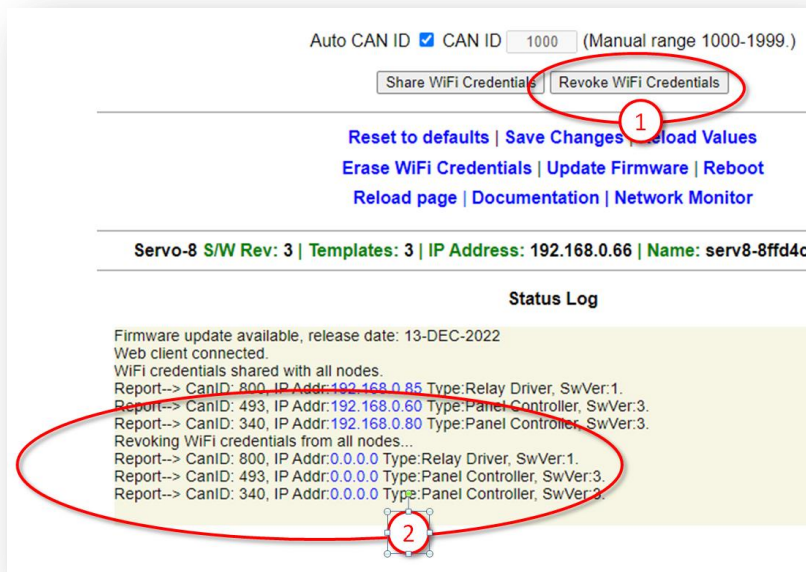 Auto CAN ID CAN ID 1000 (Manual range 1000-1999.)
Share WiFi Credentials Revoke WiFi Credentials
1
Reset to defaults | Save Changes | Reload Values
Erase WiFi Credentials | Update Firmware | Reboot
Reload page | Documentation | Network Monitor
Servo-8 S/W Rev: 3 | Templates: 3 | IP Address: 192.168.0.66 | Name: serv8-8ffd4c
Status Log
Firmware update available, release date: 13-DEC-2022
Web client connected.
WiFi credentials shared with all nodes.
Report--> CanID: 800, IP Addr:192.168.0.85 Type:Relay Driver, SwVer:1.
Report--> CanID: 493, IP Addr:192.168.0.60 Type:Panel Controller, SwVer:3.
Report--> CanID: 340, IP Addr:192.168.0.80 Type:Panel Controller, SwVer:3.
Revoking WiFi credentials from all nodes...
Report--> CanID: 800, IP Addr:0.0.0.0 Type:Relay Driver, SwVer:1.
Report--> CanID: 493, IP Addr:0.0.0.0 Type:Panel Controller, SwVer:3.
Report--> CanID: 340, IP Addr:0.0.0.0 Type:Panel Controller, SwVer:3.
2